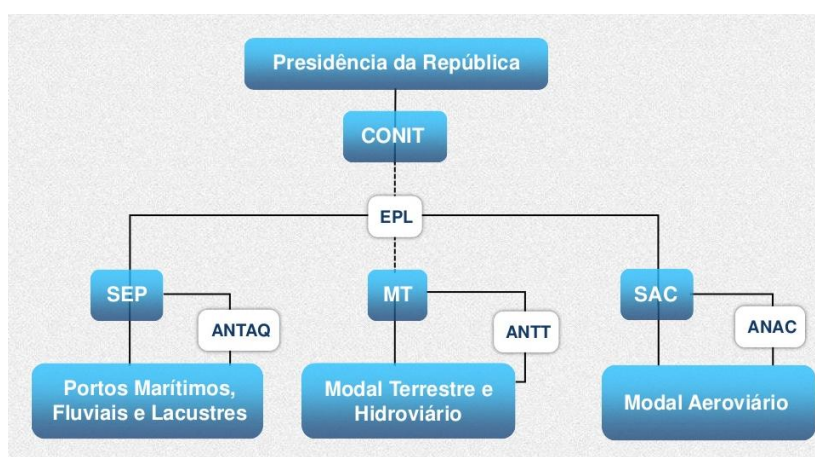 Presidência da República
CONIT
EPL
SEP
MT
SAC
ANTAQ
ANTT
ANAC
Portos Marítimos,
Fluviais e Lacustres
Modal Terrestre e
Hidroviário
Modal Aeroviário